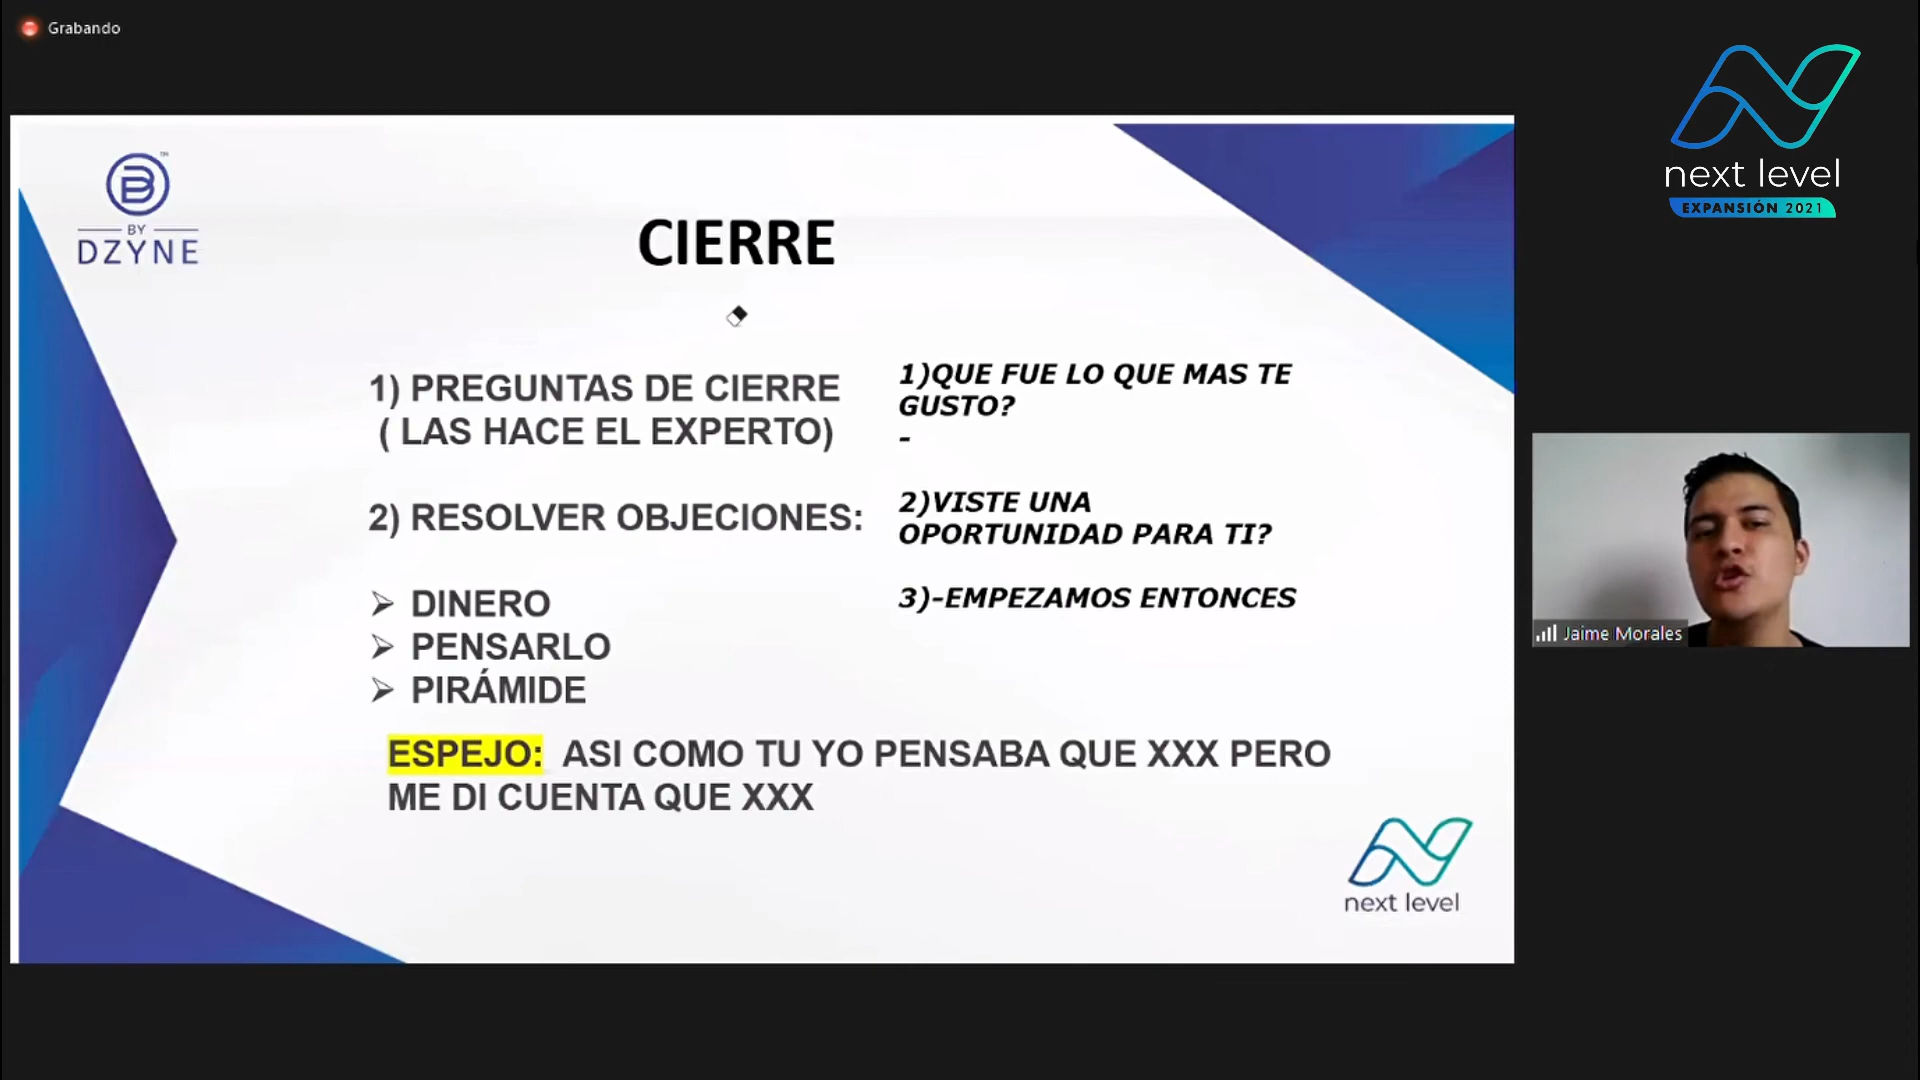 Grabando
next level
EXPANSIÓN 2021
B
™
BY
DZYNE
CIERRE
1) PREGUNTAS DE CIERRE
( LAS HACE EL EXPERTO)
2) RESOLVER OBJECIONES:
➢ DINERO
➢ PENSARLO
➢ PIRÁMIDE
1)QUE FUE LO QUE MAS TE
GUSTO?
-
2)VISTE UNA
OPORTUNIDAD PARA TI?
3)-EMPEZAMOS ENTONCES
ESPEJO: ASI COMO TU YO PENSABA QUE XXX PERO
ME DI CUENTA QUE XXX
next level
Jaime Morales